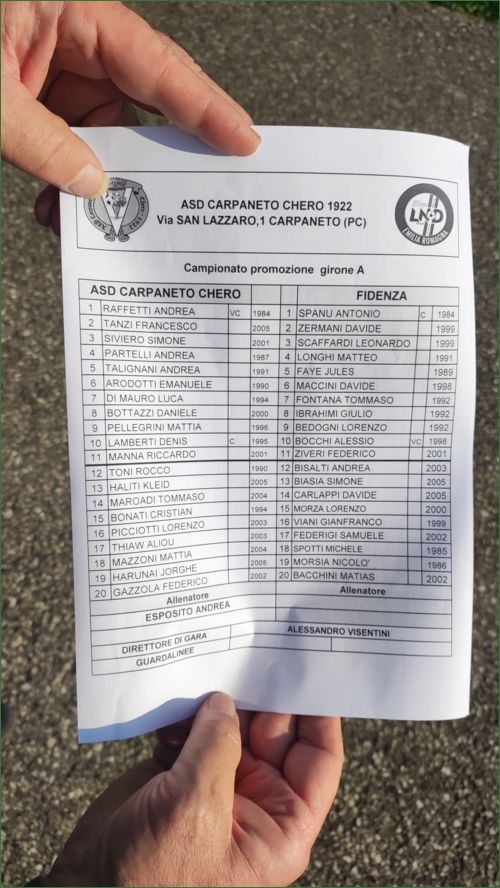 ASD CARPANETO CHERO 1922
Via SAN LAZZARO,1 CARPANETO (PC)
LND
EMILIA ROMAGNA
Campionato promozione girone A
ASD CARPANETO CHERO FIDENZA
1 RAFFETTI ANDREA VC 1984 1 SPANU ANTONIO C 1984
2 TANZI FRANCESCO 2005 2 ZERMANI DAVIDE 1999
3 SIVIERO SIMONE 2001 3 SCAFFARDI LEONARDO 1999
4 PARTELLI ANDREA 1987 4 LONGHI MATTEO 1991
5 TALIGNANI ANDREA 1991 5 FAYE JULES 1989
6 ARODOTTI EMANUELE 1990 6 MACCINI DAVIDE 1998
7 DI MAURO LUCA 1994 7 FONTANA TOMMASO 1992
8 BOTTAZZI DANIELE 2000 8 IBRAHIMI GIULIO 1992
9 PELLEGRINI MATTIA 1996 9 BEDOGNI LORENZO 1992
10 LAMBERTI DENIS C 1995 10 BOCCHI ALESSIO VC 1998
11 MANNA RICCARDO 2001 11 ZIVERI FEDERICO 2001
12 TONI ROCCO 1990 12 BISALTI ANDREA 2003
13 HALITI KLEID 2005 13 BIASIA SIMONE 2005
14 MAROADI TOMMASO 2004 14 CARLAPPI DAVIDE 2005
15 BONATI CRISTIAN 1994 15 MORZA LORENZO 2000
16 PICCIOTTI LORENZO 2003 16 VIANI GIANFRANCO 1999
17 THIAW ALIOU 2003 17 FEDERIGI SAMUELE 2002
18 MAZZONI MATTIA 2004 18 SPOTTI MICHELE 1985
19 HARUNAI JORGHE 2005 19 MORSIA NICOLO' 1986
20 GAZZOLA FEDERICO 2002 20 BACCHINI MATIAS 2002
Allenatore Allenatore
ESPOSITO ANDREA
ALESSANDRO VISENTINI
DIRETTORE DI GARA
GUARDALINEE